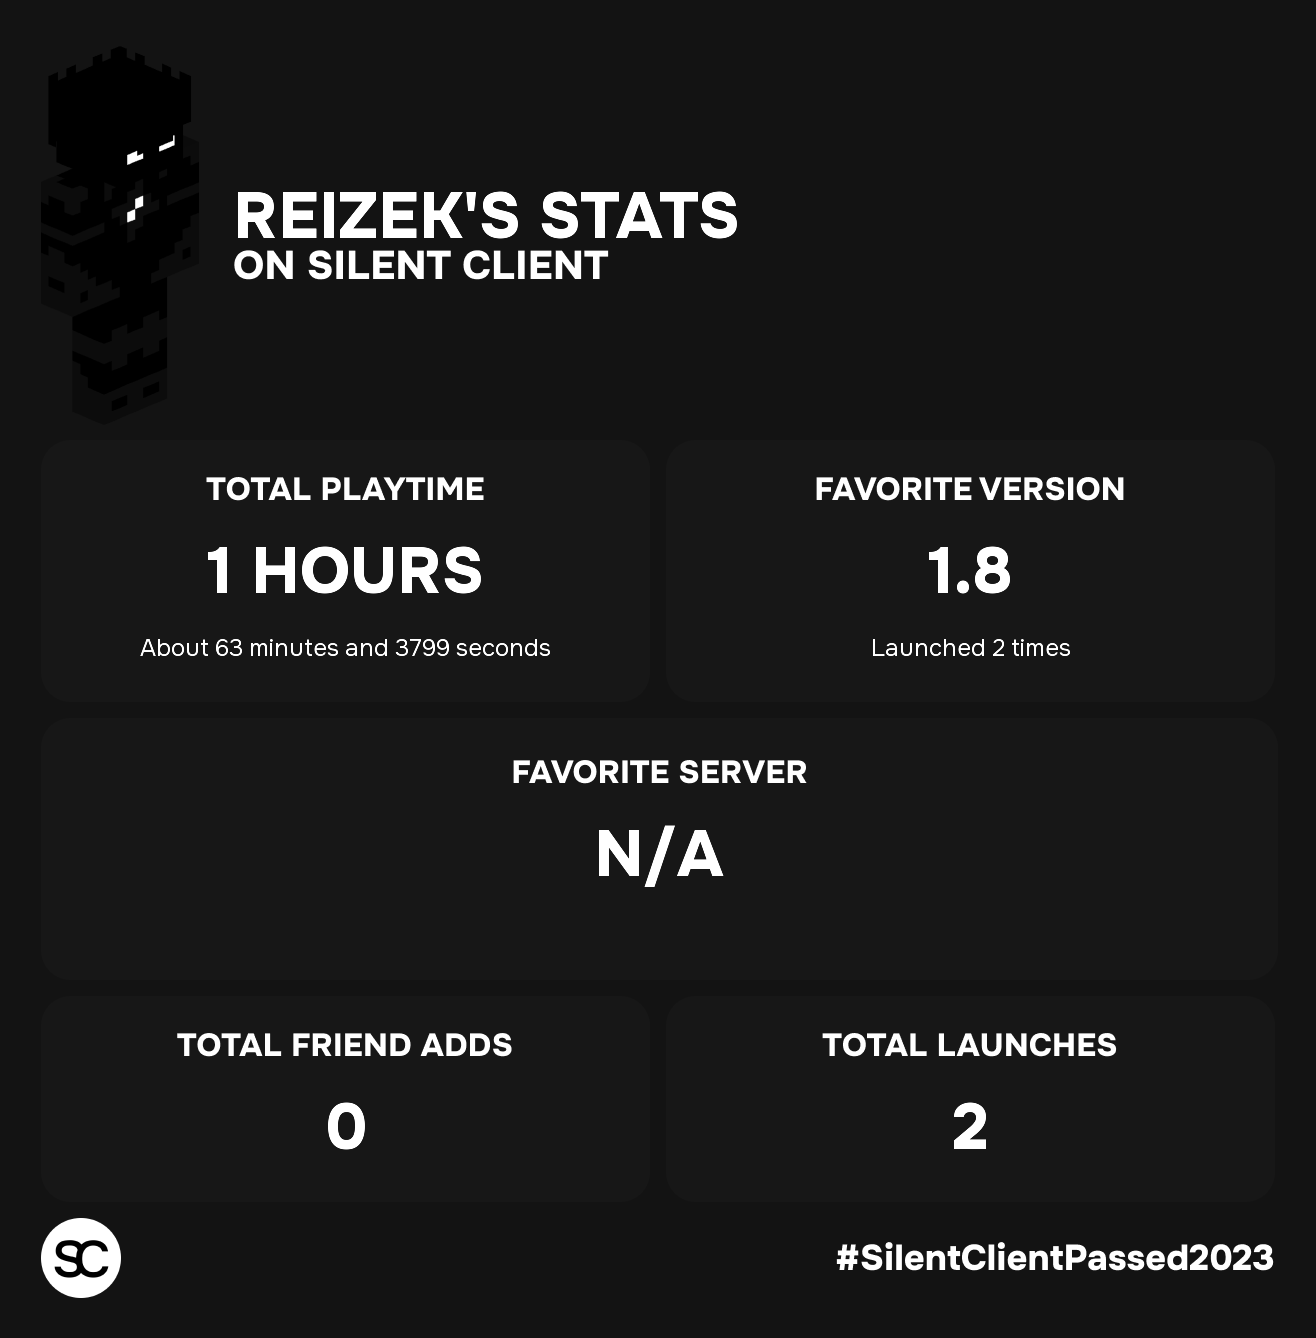 REIZEK'S STATS
ON SILENT CLIENT
TOTAL PLAYTIME
1 HOURS
About 63 minutes and 3799 seconds
FAVORITE VERSION
1.8
Launched 2 times
FAVORITE SERVER
N/A
TOTAL FRIEND ADDS
0
TOTAL LAUNCHES
2
SC
#SilentClientPassed2023